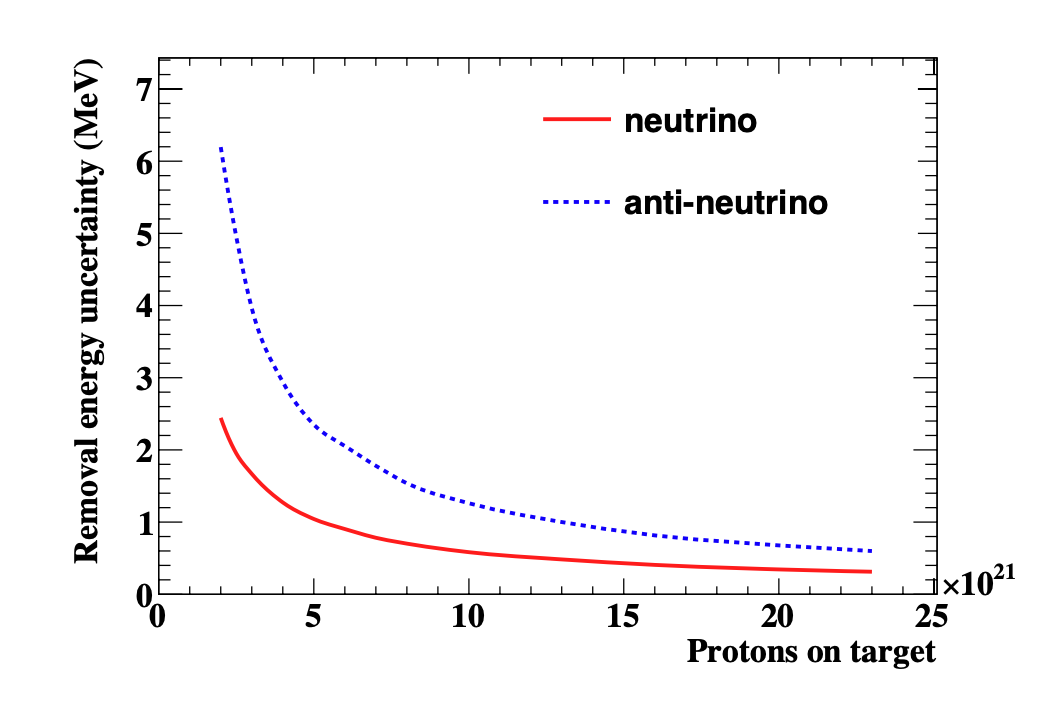 Removal energy uncertainty (MeV)
7
6
5
4
3
2
1
0
neutrino
anti-neutrino
0 5 10 15 20 25
×10²¹
Protons on target